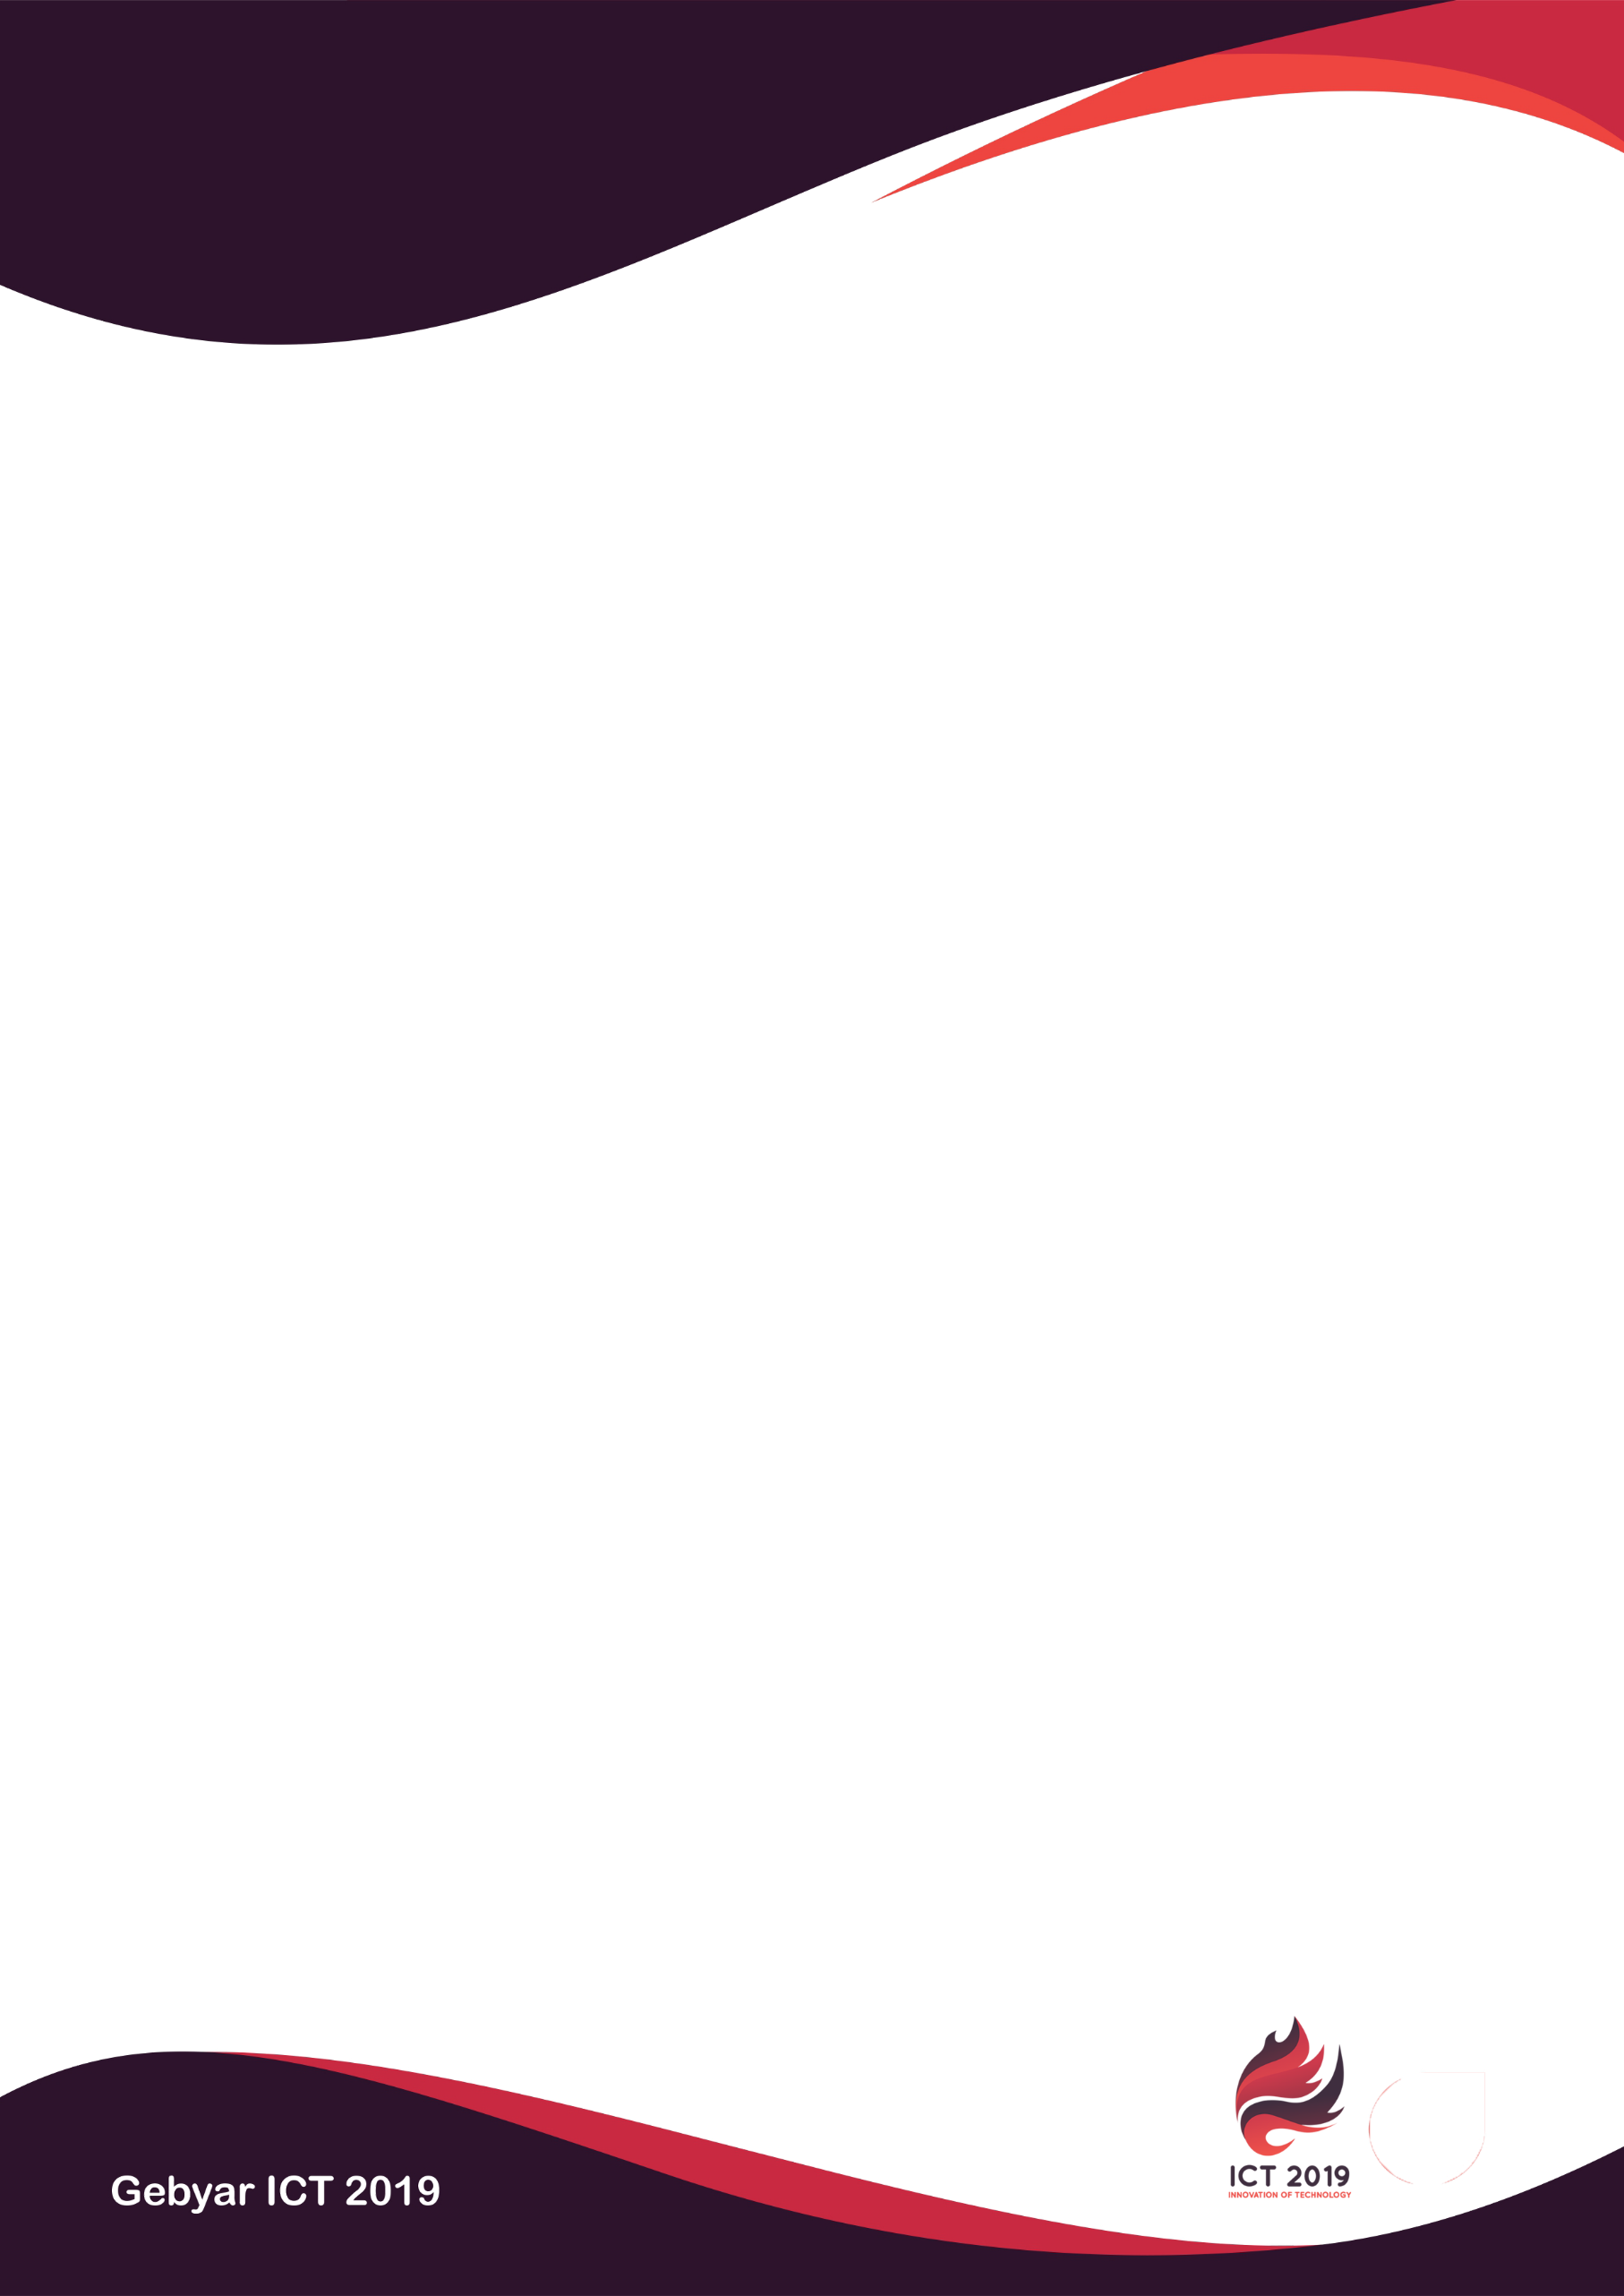 ICT 2019
INNOVATION OF TECHNOLOGY
Gebyar ICT 2019